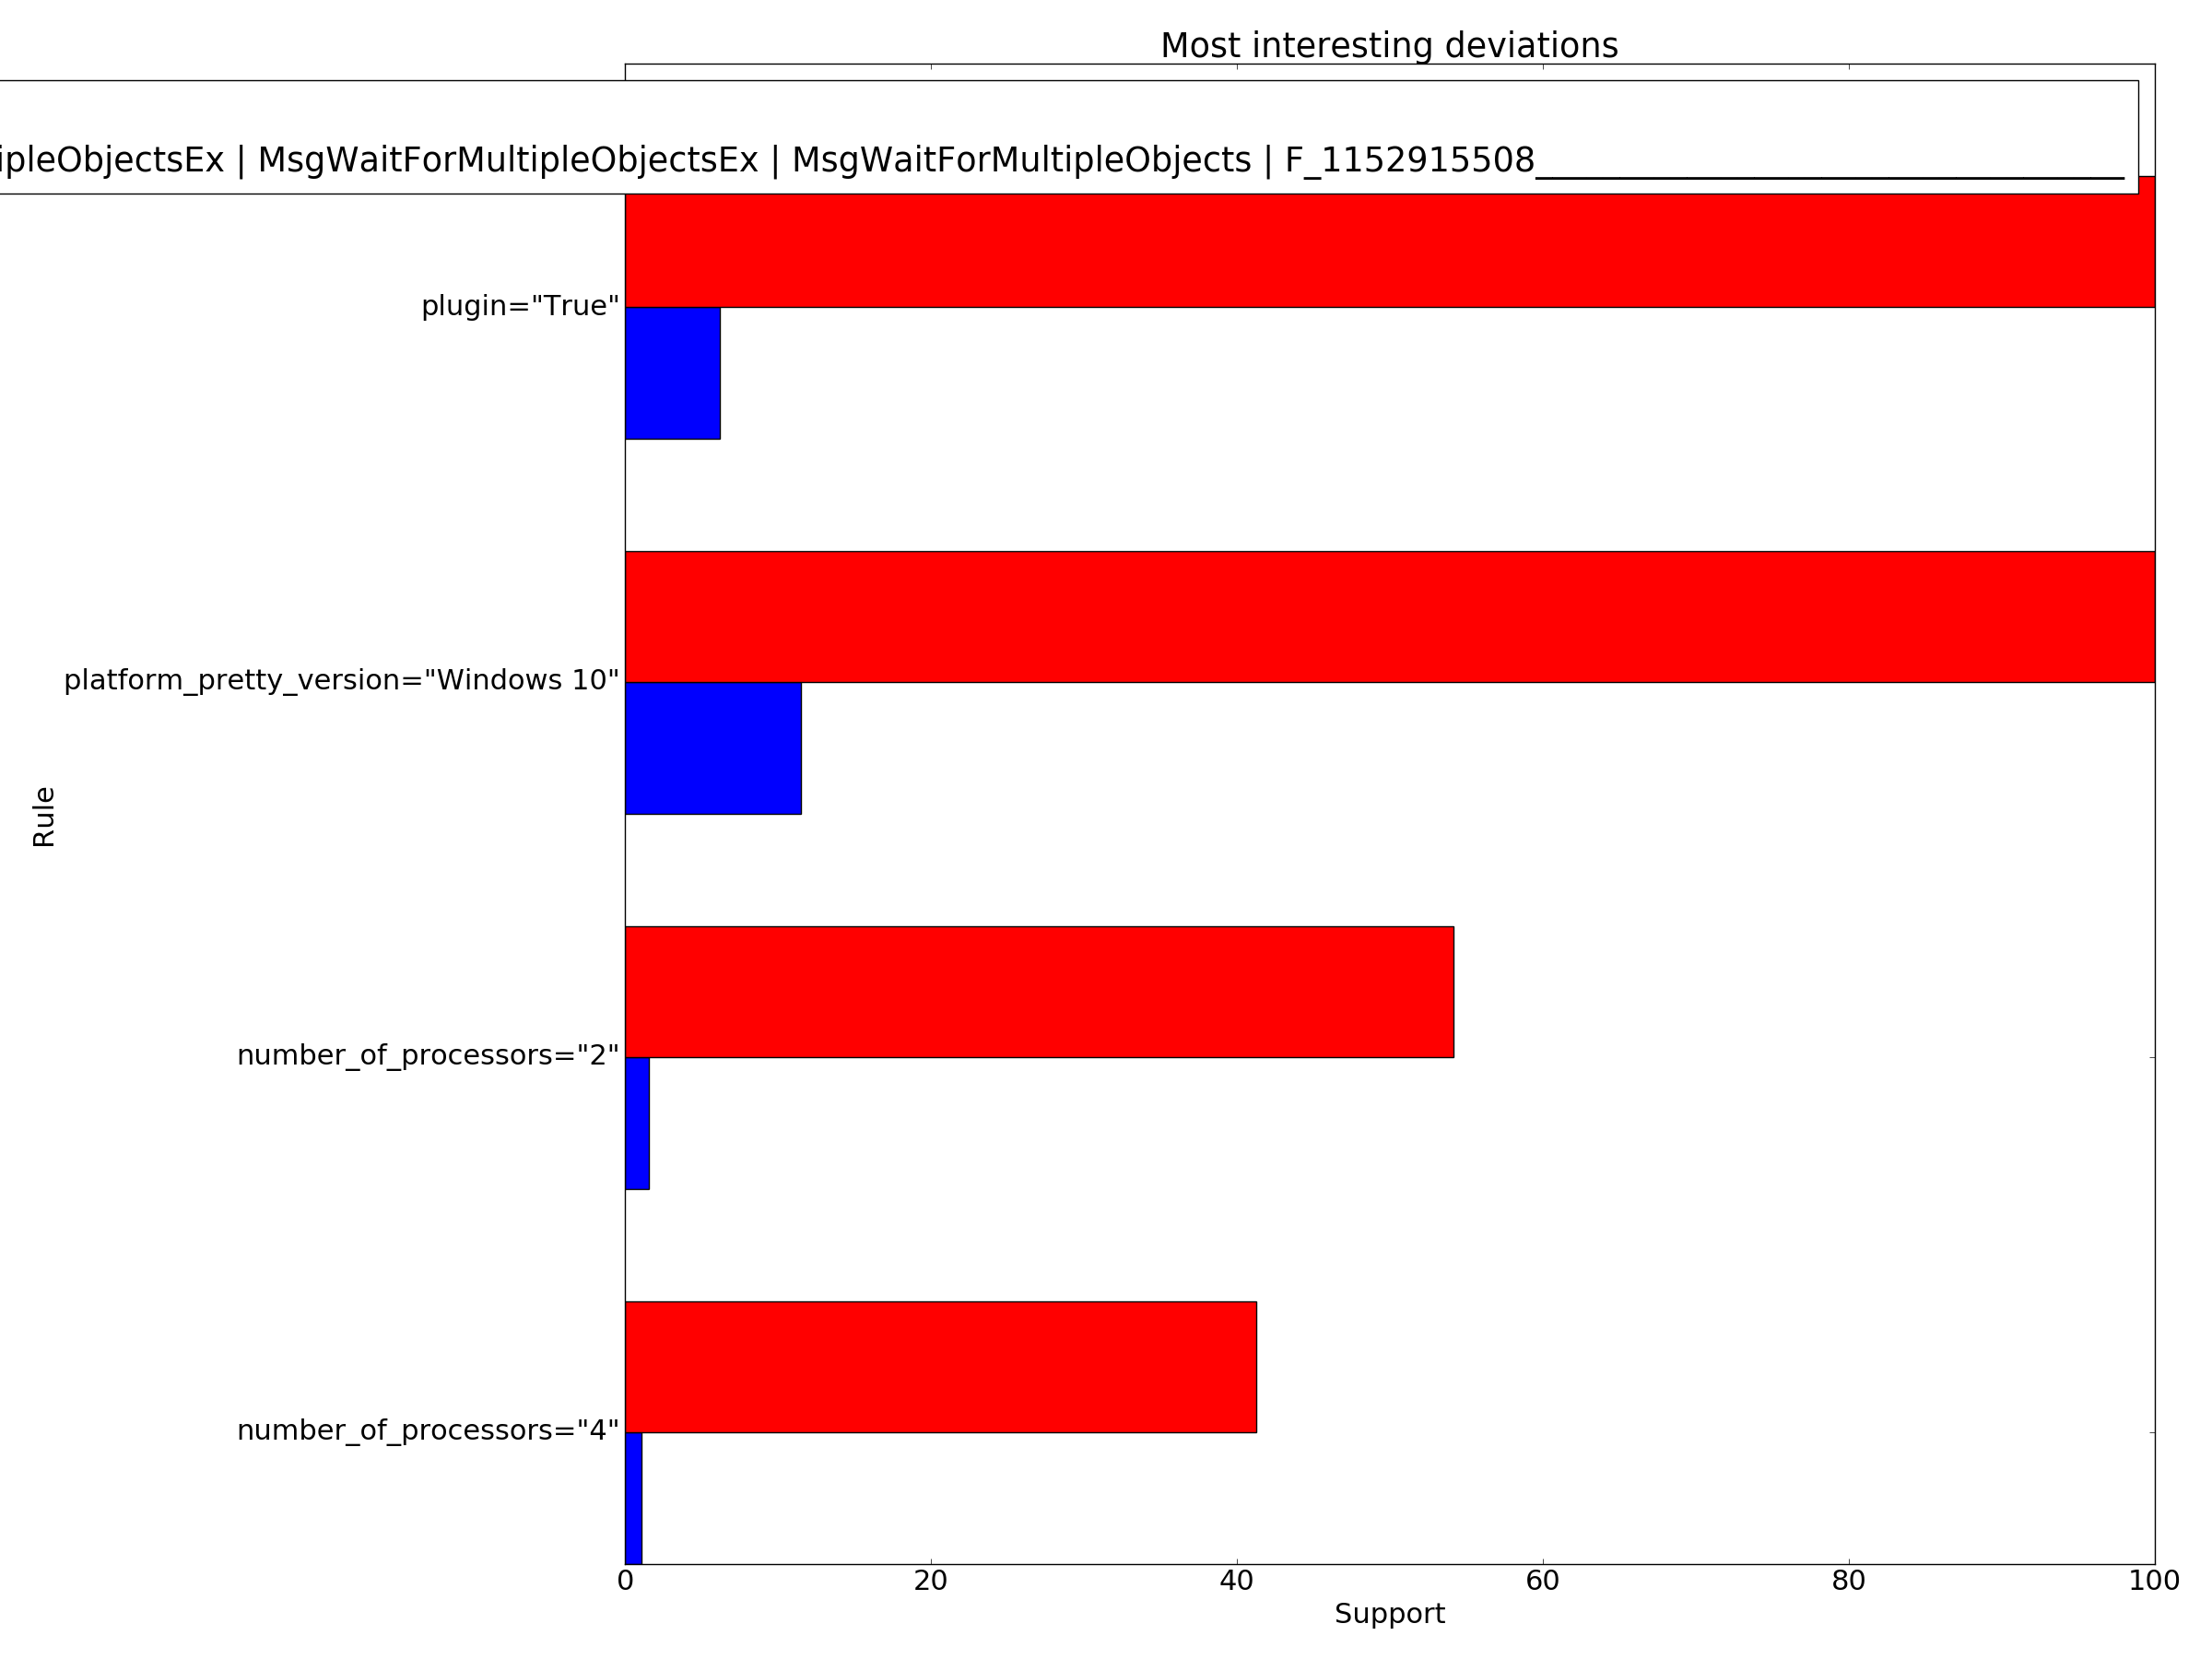 Most interesting deviations
ipleObjectsEx | MsgWaitForMultipleObjectsEx | MsgWaitForMultipleObjects | F_1152915508___________________________________
plugin="True"
platform_pretty_version="Windows 10"
Rule
number_of_processors="2"
number_of_processors="4"
0 20 40 60 80 100
Support